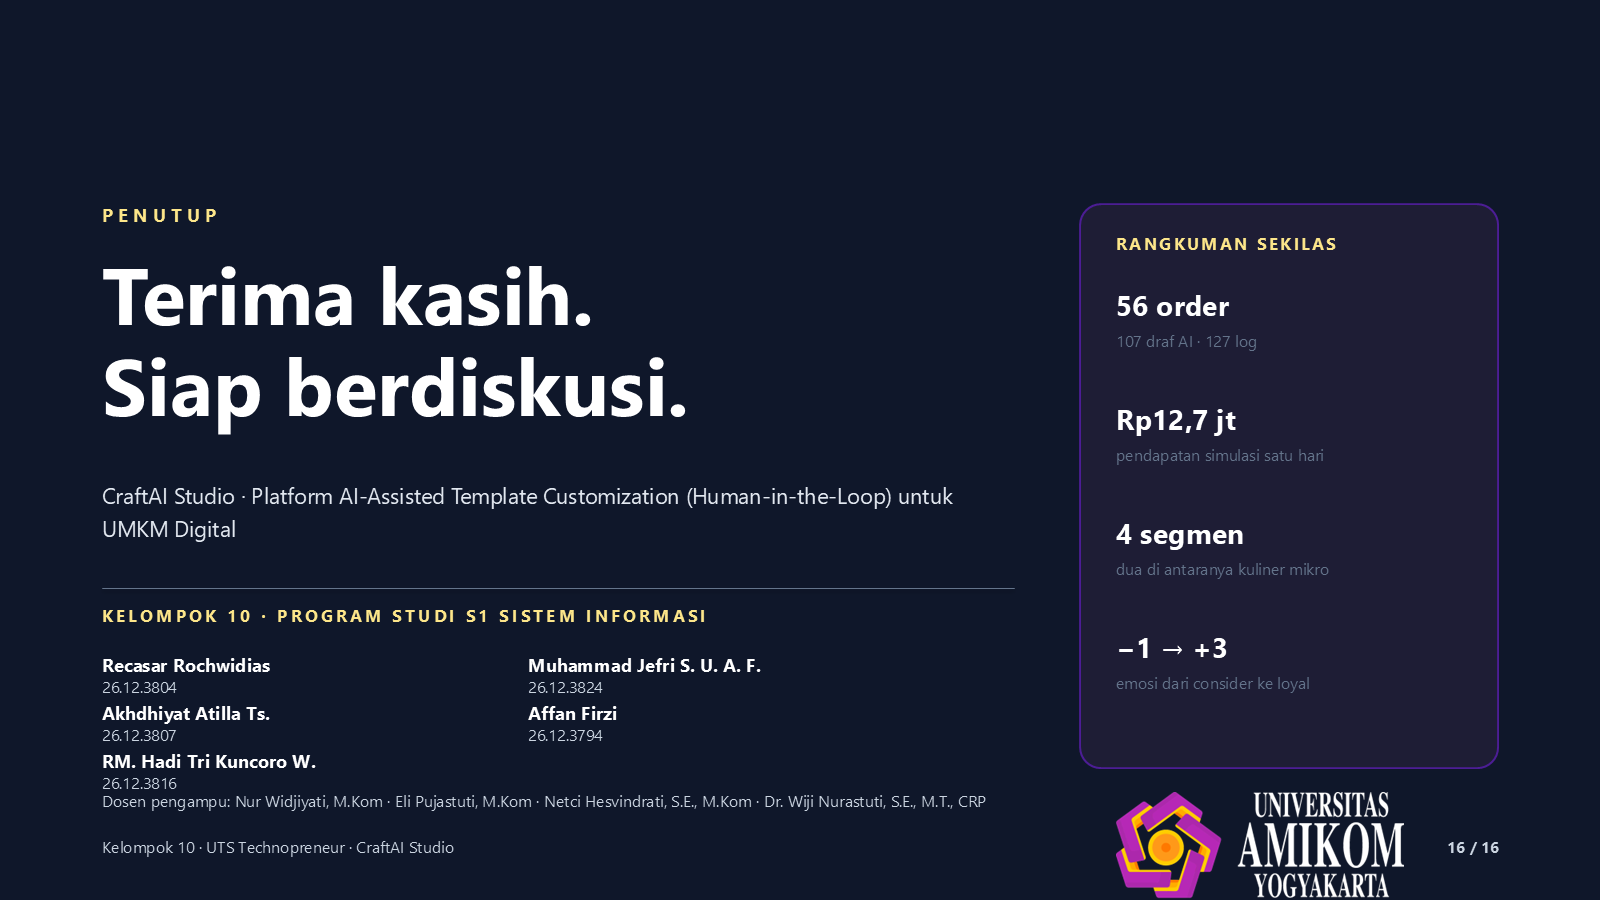 PENUTUP
Terima kasih.
Siap berdiskusi.
CraftAI Studio · Platform AI-Assisted Template Customization (Human-in-the-Loop) untuk
UMKM Digital
KELOMPOK 10 · PROGRAM STUDI S1 SISTEM INFORMASI
Recasar Rochwidias
26.12.3804
Akhdhiyat Atilla Ts.
26.12.3807
RM. Hadi Tri Kuncoro W.
26.12.3816
Muhammad Jefri S. U. A. F.
26.12.3824
Affan Firzi
26.12.3794
Dosen pengampu: Nur Widjiyati, M.Kom · Eli Pujastuti, M.Kom · Netci Hesvindrati, S.E., M.Kom · Dr. Wiji Nurastuti, S.E., M.T., CRP
RANGKUMAN SEKILAS
56 order
107 draf AI · 127 log
Rp12,7 jt
pendapatan simulasi satu hari
4 segmen
dua di antaranya kuliner mikro
−1 → +3
emosi dari consider ke loyal
Kelompok 10 · UTS Technopreneur · CraftAI Studio
UNIVERSITAS
AMIKOM
YOGYAKARTA
16 / 16